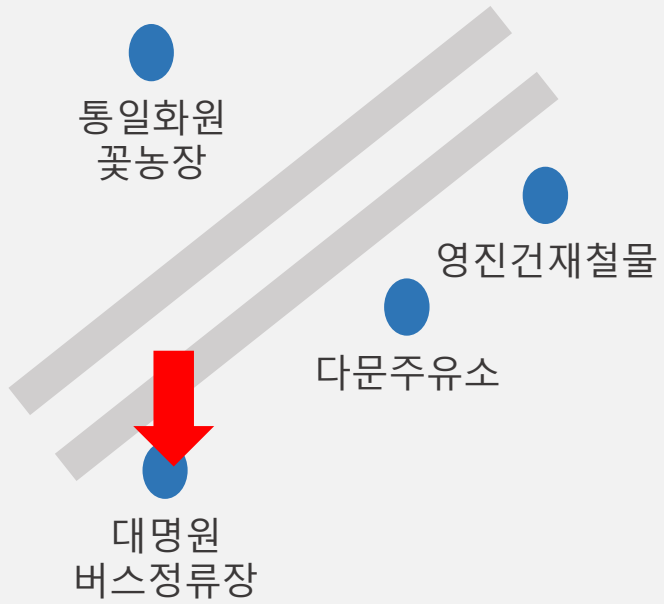 통일화원
꽃농장
영진건재철물
다문주유소
대명원
버스정류장